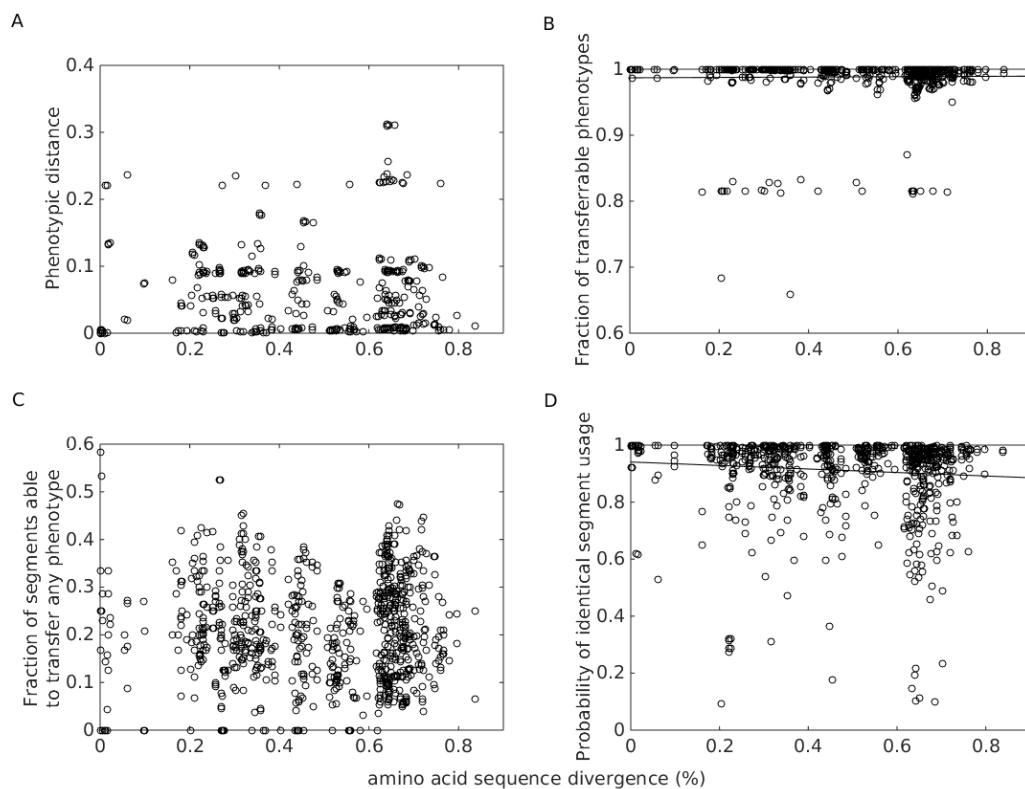 A
Phenotypic distance
0.4
0.3
0.2
0.1
0
0 0.2 0.4 0.6 0.8
B
Fraction of transferrable phenotypes
1
0.9
0.8
0.7
0.6
0 0.2 0.4 0.6 0.8
C
Fraction of segments able
to transfer any phenotype
0.6
0.5
0.4
0.3
0.2
0.1
0
0 0.2 0.4 0.6 0.8
D
Probability of identical segment usage
1
0.8
0.6
0.4
0.2
0
0 0.2 0.4 0.6 0.8
amino acid sequence divergence (%)